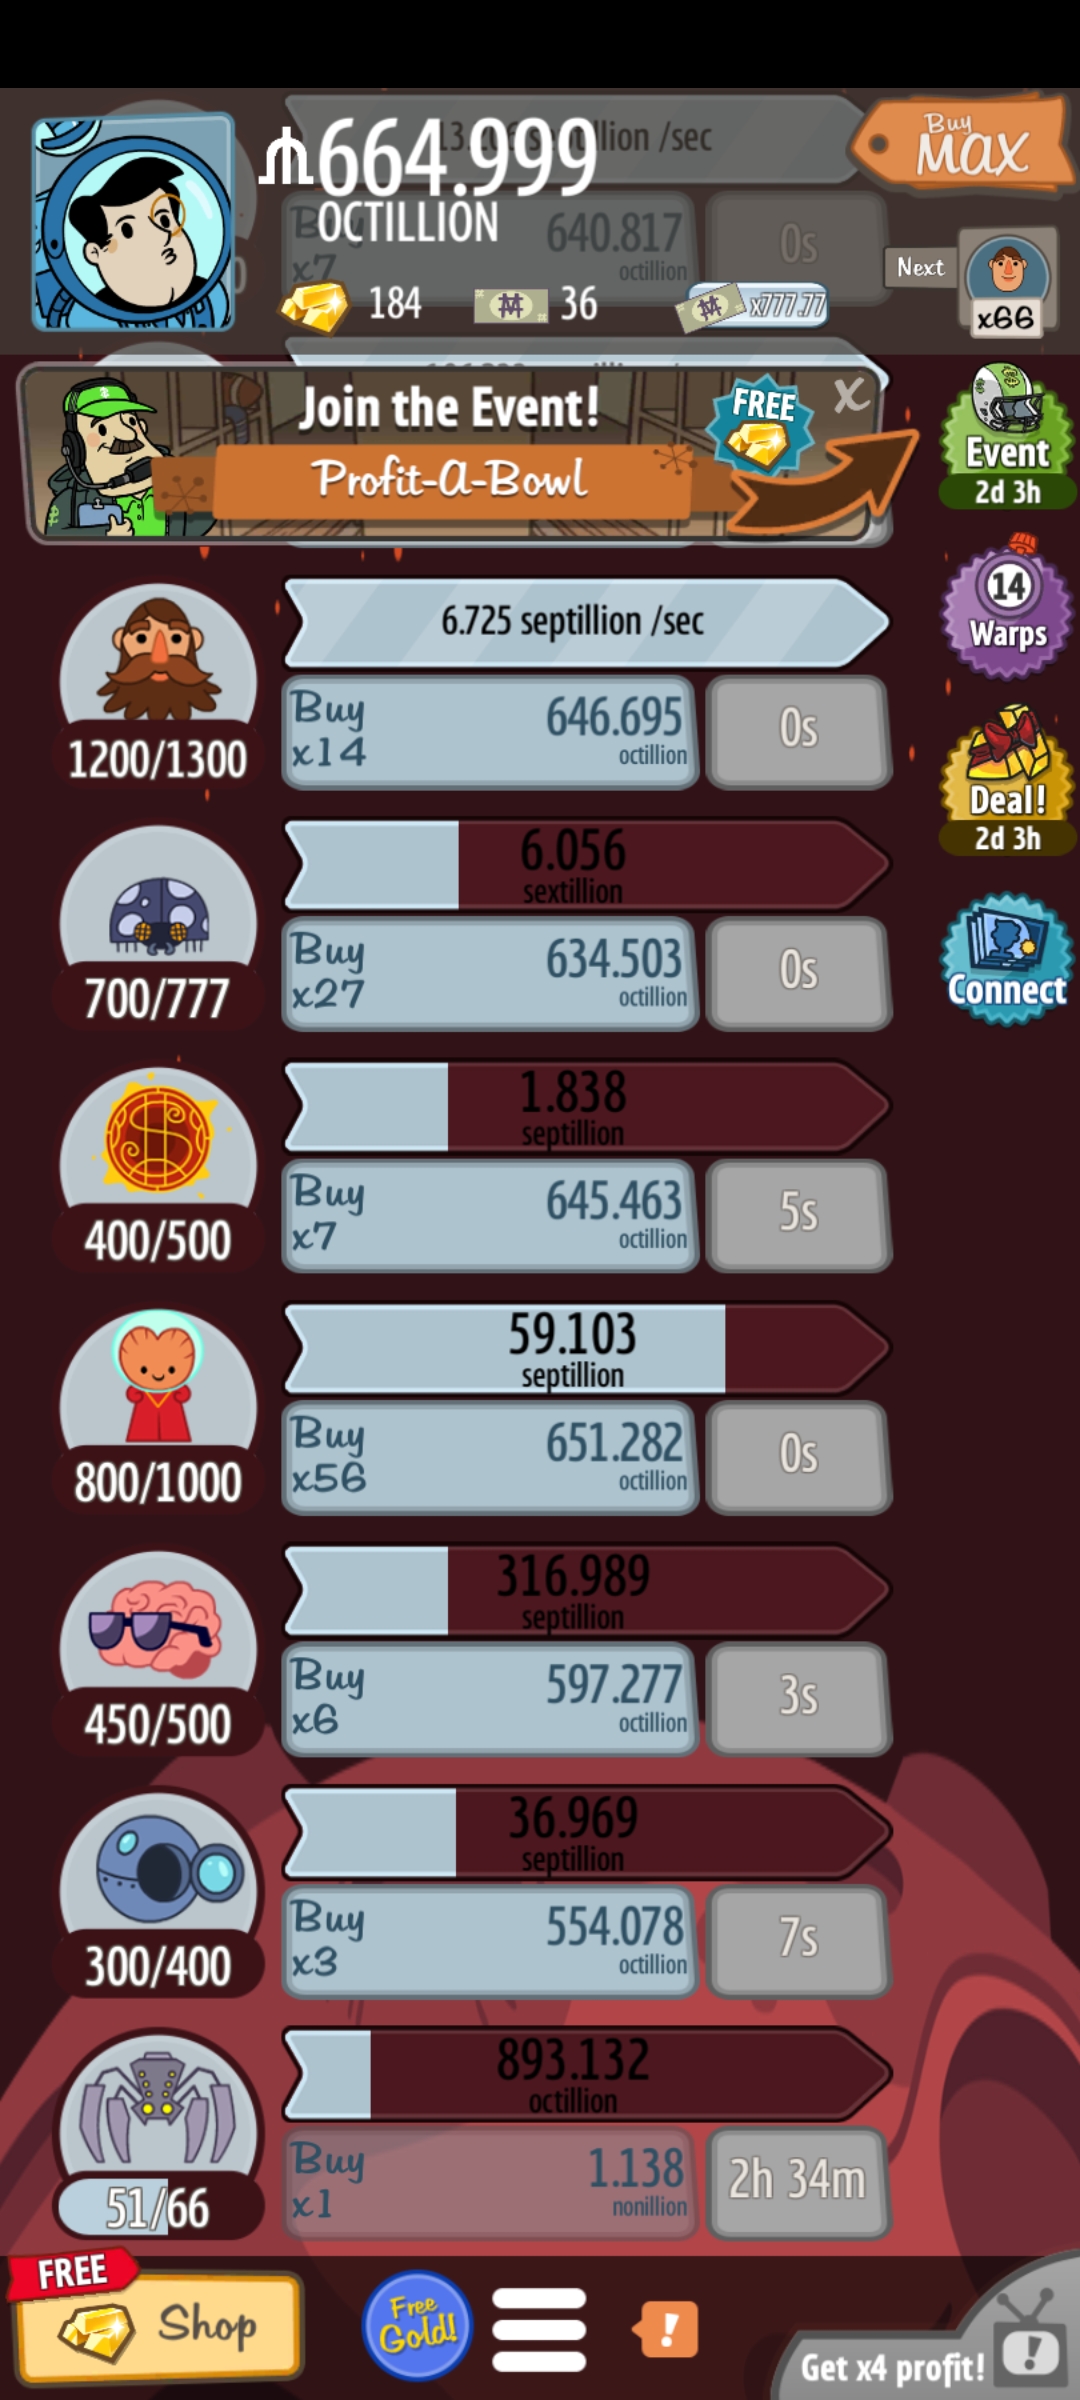 664.999
OCTILLION
Buy
MAX
septillion /sec
Buy
x7
640.817
octillion
0s
184
36
x777.77
Next
x66
Join the Event!
FREE
X
Profit-A-Bowl
Event
2d 3h
6.725 septillion /sec
14
Warps
Buy
x14
646.695
octillion
0s
1200/1300
Deal!
2d 3h
6.056
sextillion
Buy
x27
634.503
octillion
0s
700/777
Connect
1.838
septillion
Buy
x7
645.463
octillion
5s
400/500
59.103
septillion
Buy
x56
651.282
octillion
0s
800/1000
316.989
septillion
Buy
x6
597.277
octillion
3s
450/500
36.969
septillion
Buy
x3
554.078
octillion
7s
300/400
893.132
octillion
Buy
x1
1.138
nonillion
2h 34m
51/66
FREE
Shop
Free
Gold!
!
Get x4 profit!
!